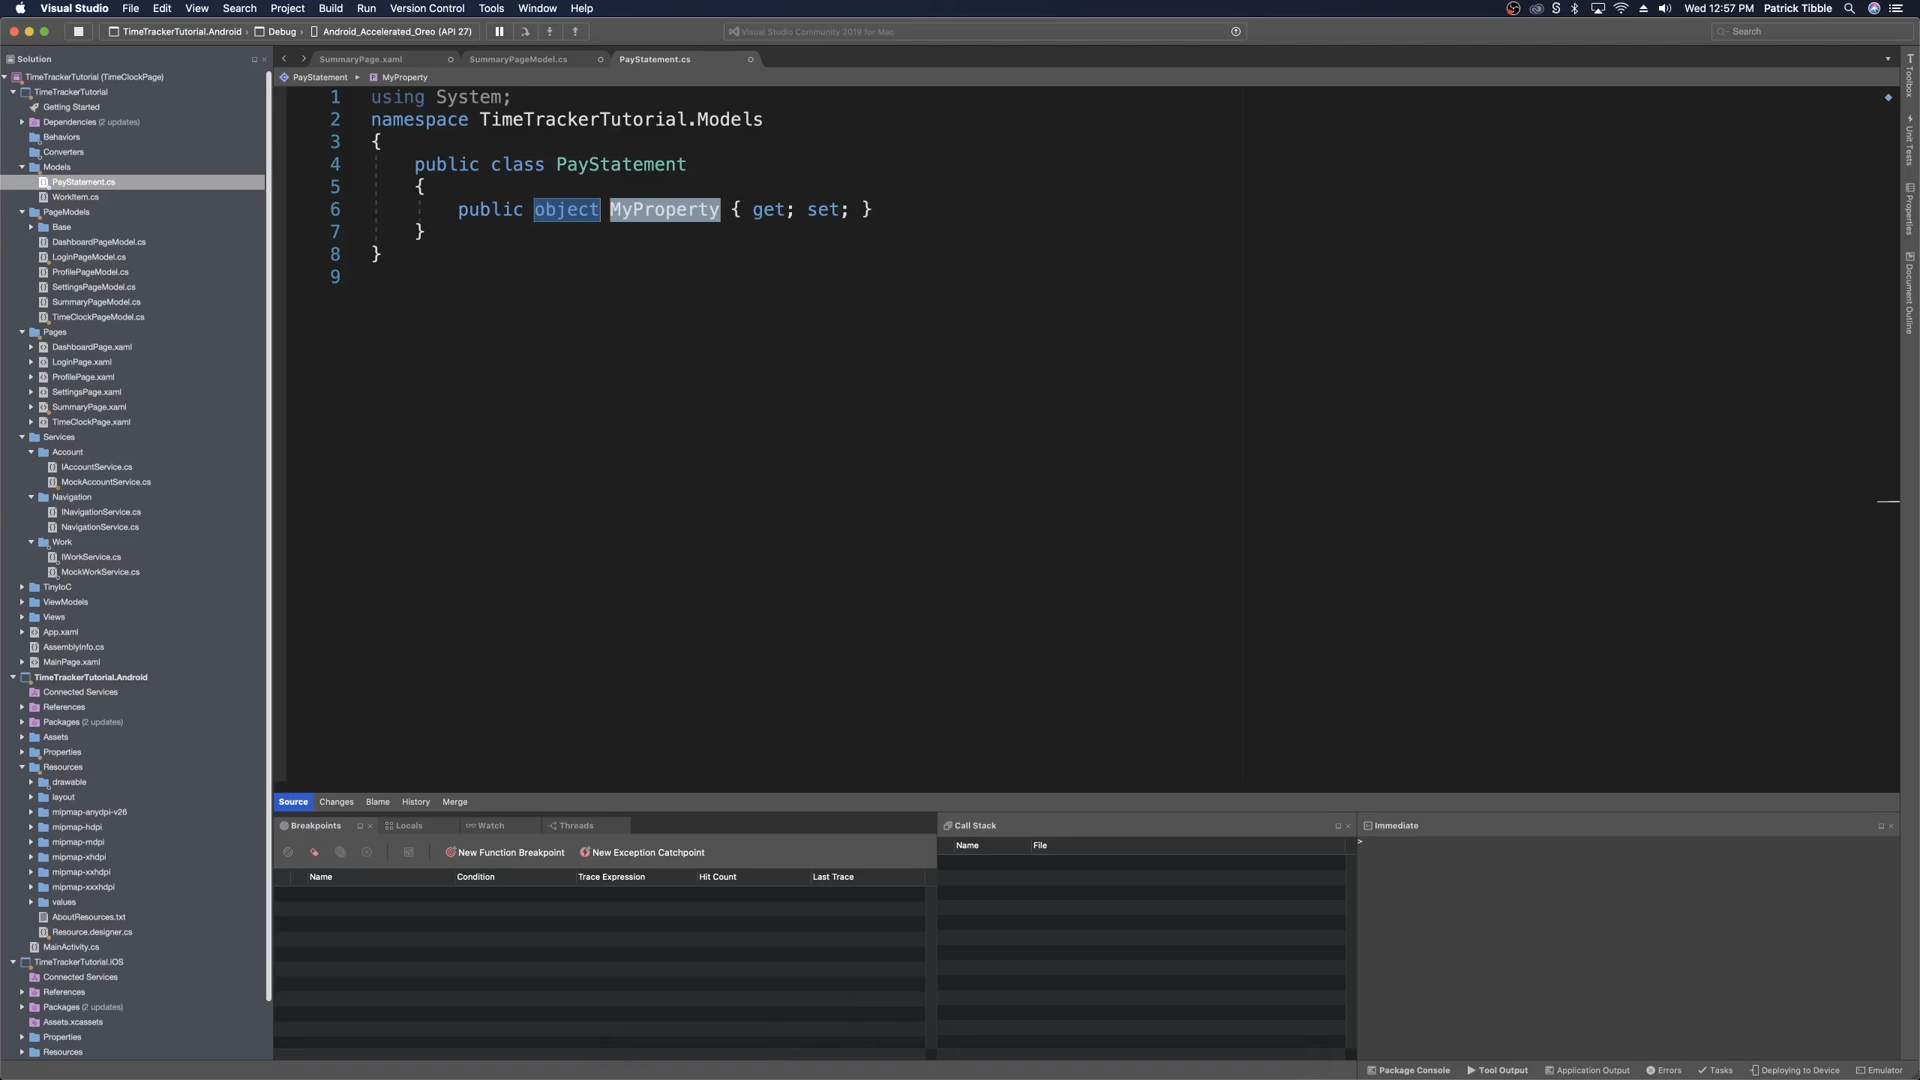 Visual Studio File Edit View Search Project Build Run Version Control Tools Window Help Wed 12:57 PM Patrick Tibble
TimeTrackerTutorial.Android Debug Android_Accelerated_Oreo (API 27) Visual Studio Community 2019 for Mac Search
Solution
TimeTrackerTutorial (TimeClockPage)
TimeTrackerTutorial
Getting Started
Dependencies (2 updates)
Behaviors
Converters
Models
PayStatement.cs
WorkItem.cs
PageModels
Base
DashboardPageModel.cs
LoginPageModel.cs
ProfilePageModel.cs
SettingsPageModel.cs
SummaryPageModel.cs
TimeClockPageModel.cs
Pages
DashboardPage.xaml
LoginPage.xaml
ProfilePage.xaml
SettingsPage.xaml
SummaryPage.xaml
TimeClockPage.xaml
Services
Account
IAccountService.cs
MockAccountService.cs
Navigation
INavigationService.cs
NavigationService.cs
Work
IWorkService.cs
MockWorkService.cs
TinyIoC
ViewModels
Views
App.xaml
AssemblyInfo.cs
MainPage.xaml
TimeTrackerTutorial.Android
Connected Services
References
Packages (2 updates)
Assets
Properties
Resources
drawable
layout
mipmap-anydpi-v26
mipmap-hdpi
mipmap-mdpi
mipmap-xhdpi
mipmap-xxhdpi
mipmap-xxxhdpi
values
AboutResources.txt
Resource.designer.cs
MainActivity.cs
TimeTrackerTutorial.iOS
Connected Services
References
Packages (2 updates)
Assets.xcassets
Properties
Resources
SummaryPage.xaml SummaryPageModel.cs PayStatement.cs
PayStatement MyProperty
1 using System;
2 namespace TimeTrackerTutorial.Models
3 {
4 public class PayStatement
5 {
6 public object MyProperty { get; set; }
7 }
8 }
9
Toolbox
Unit Tests
Properties
Document Outline
Source Changes Blame History Merge
Breakpoints Locals Watch Threads
New Function Breakpoint New Exception Catchpoint
Name Condition Trace Expression Hit Count Last Trace
Call Stack
Name File
Immediate
>
Package Console Tool Output Application Output Errors Tasks Deploying to Device Emulator